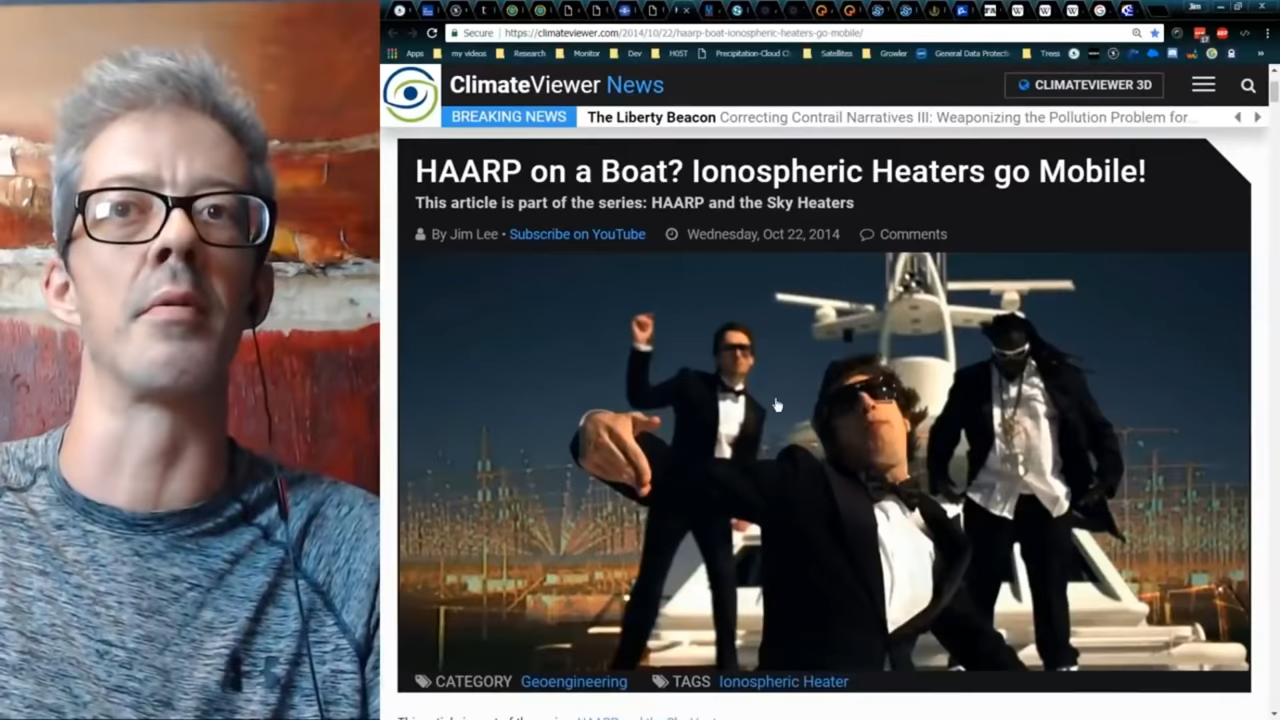 Jim
Secure https://climateviewer.com/2014/10/22/haarp-boat-ionospheric-heaters-go-mobile/
Apps my videos Research Monitor Dev HOST Precipitation-Cloud C Satellites Growler General Data Protecti Trees
ClimateViewer News
CLIMATEVIEWER 3D
BREAKING NEWS The Liberty Beacon Correcting Contrail Narratives III: Weaponizing the Pollution Problem for...
HAARP on a Boat? Ionospheric Heaters go Mobile!
This article is part of the series: HAARP and the Sky Heaters
By Jim Lee • Subscribe on YouTube Wednesday, Oct 22, 2014 Comments
CATEGORY Geoengineering TAGS Ionospheric Heater